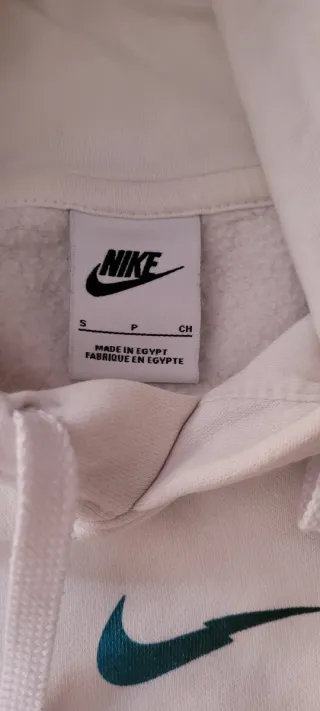 NIKE
S P CH
MADE IN EGYPT
FABRIQUE EN EGYPTE